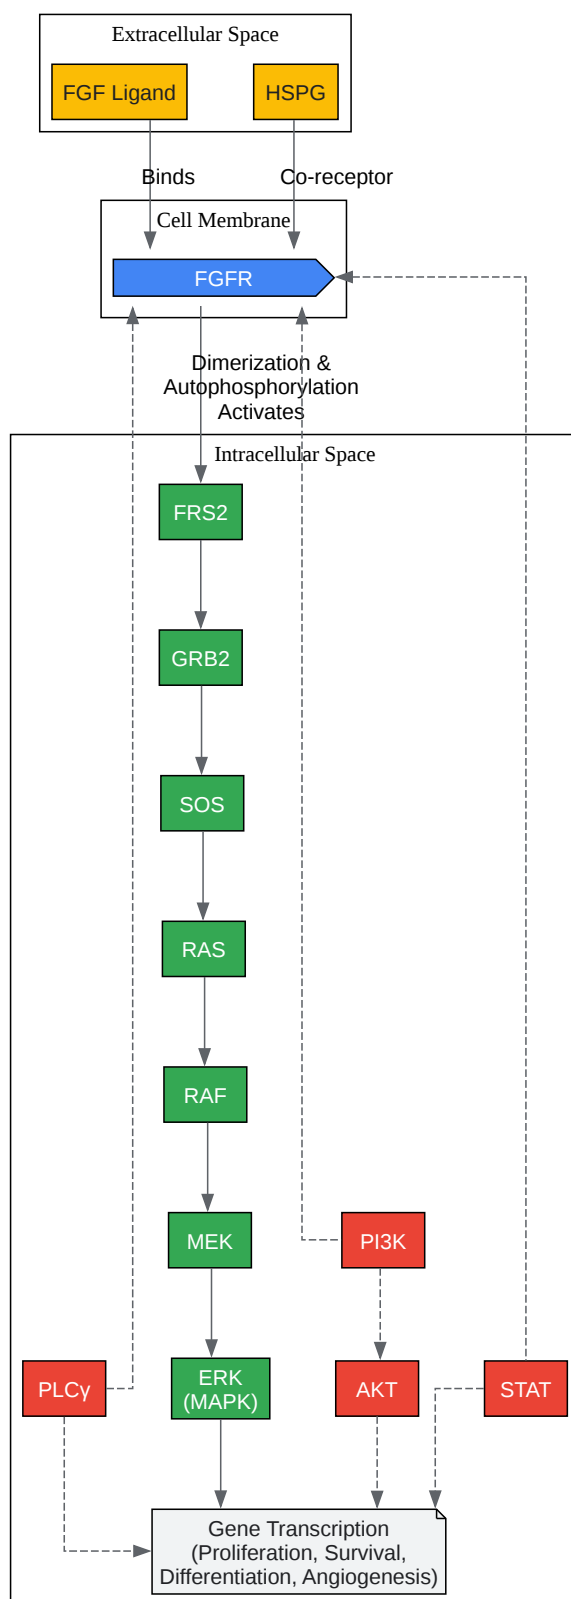 Extracellular Space
FGF Ligand
HSPG
Binds
Co-receptor
Cell Membrane
FGFR
Dimerization &
Autophosphorylation
Activates
Intracellular Space
FRS2
GRB2
SOS
RAS
RAF
MEK
PI3K
PLCγ
ERK
(MAPK)
AKT
STAT
Gene Transcription
(Proliferation, Survival,
Differentiation, Angiogenesis)